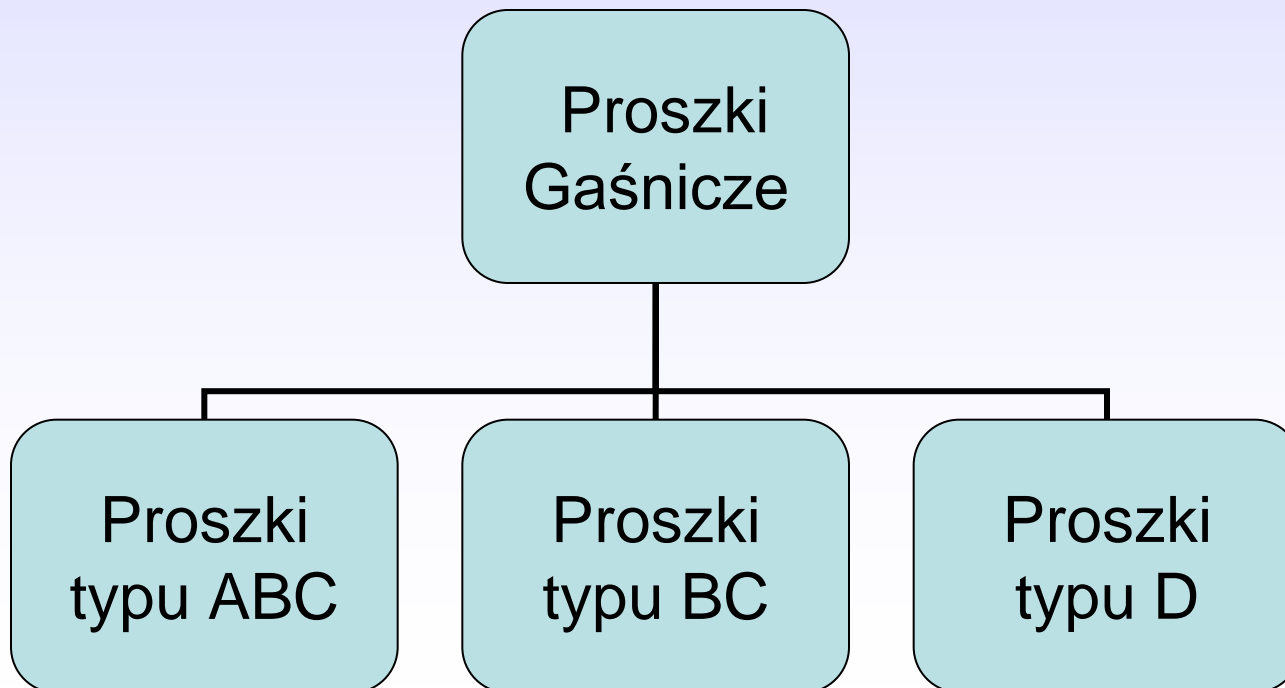 Proszki
Gaśnicze
Proszki
typu ABC
Proszki
typu BC
Proszki
typu D